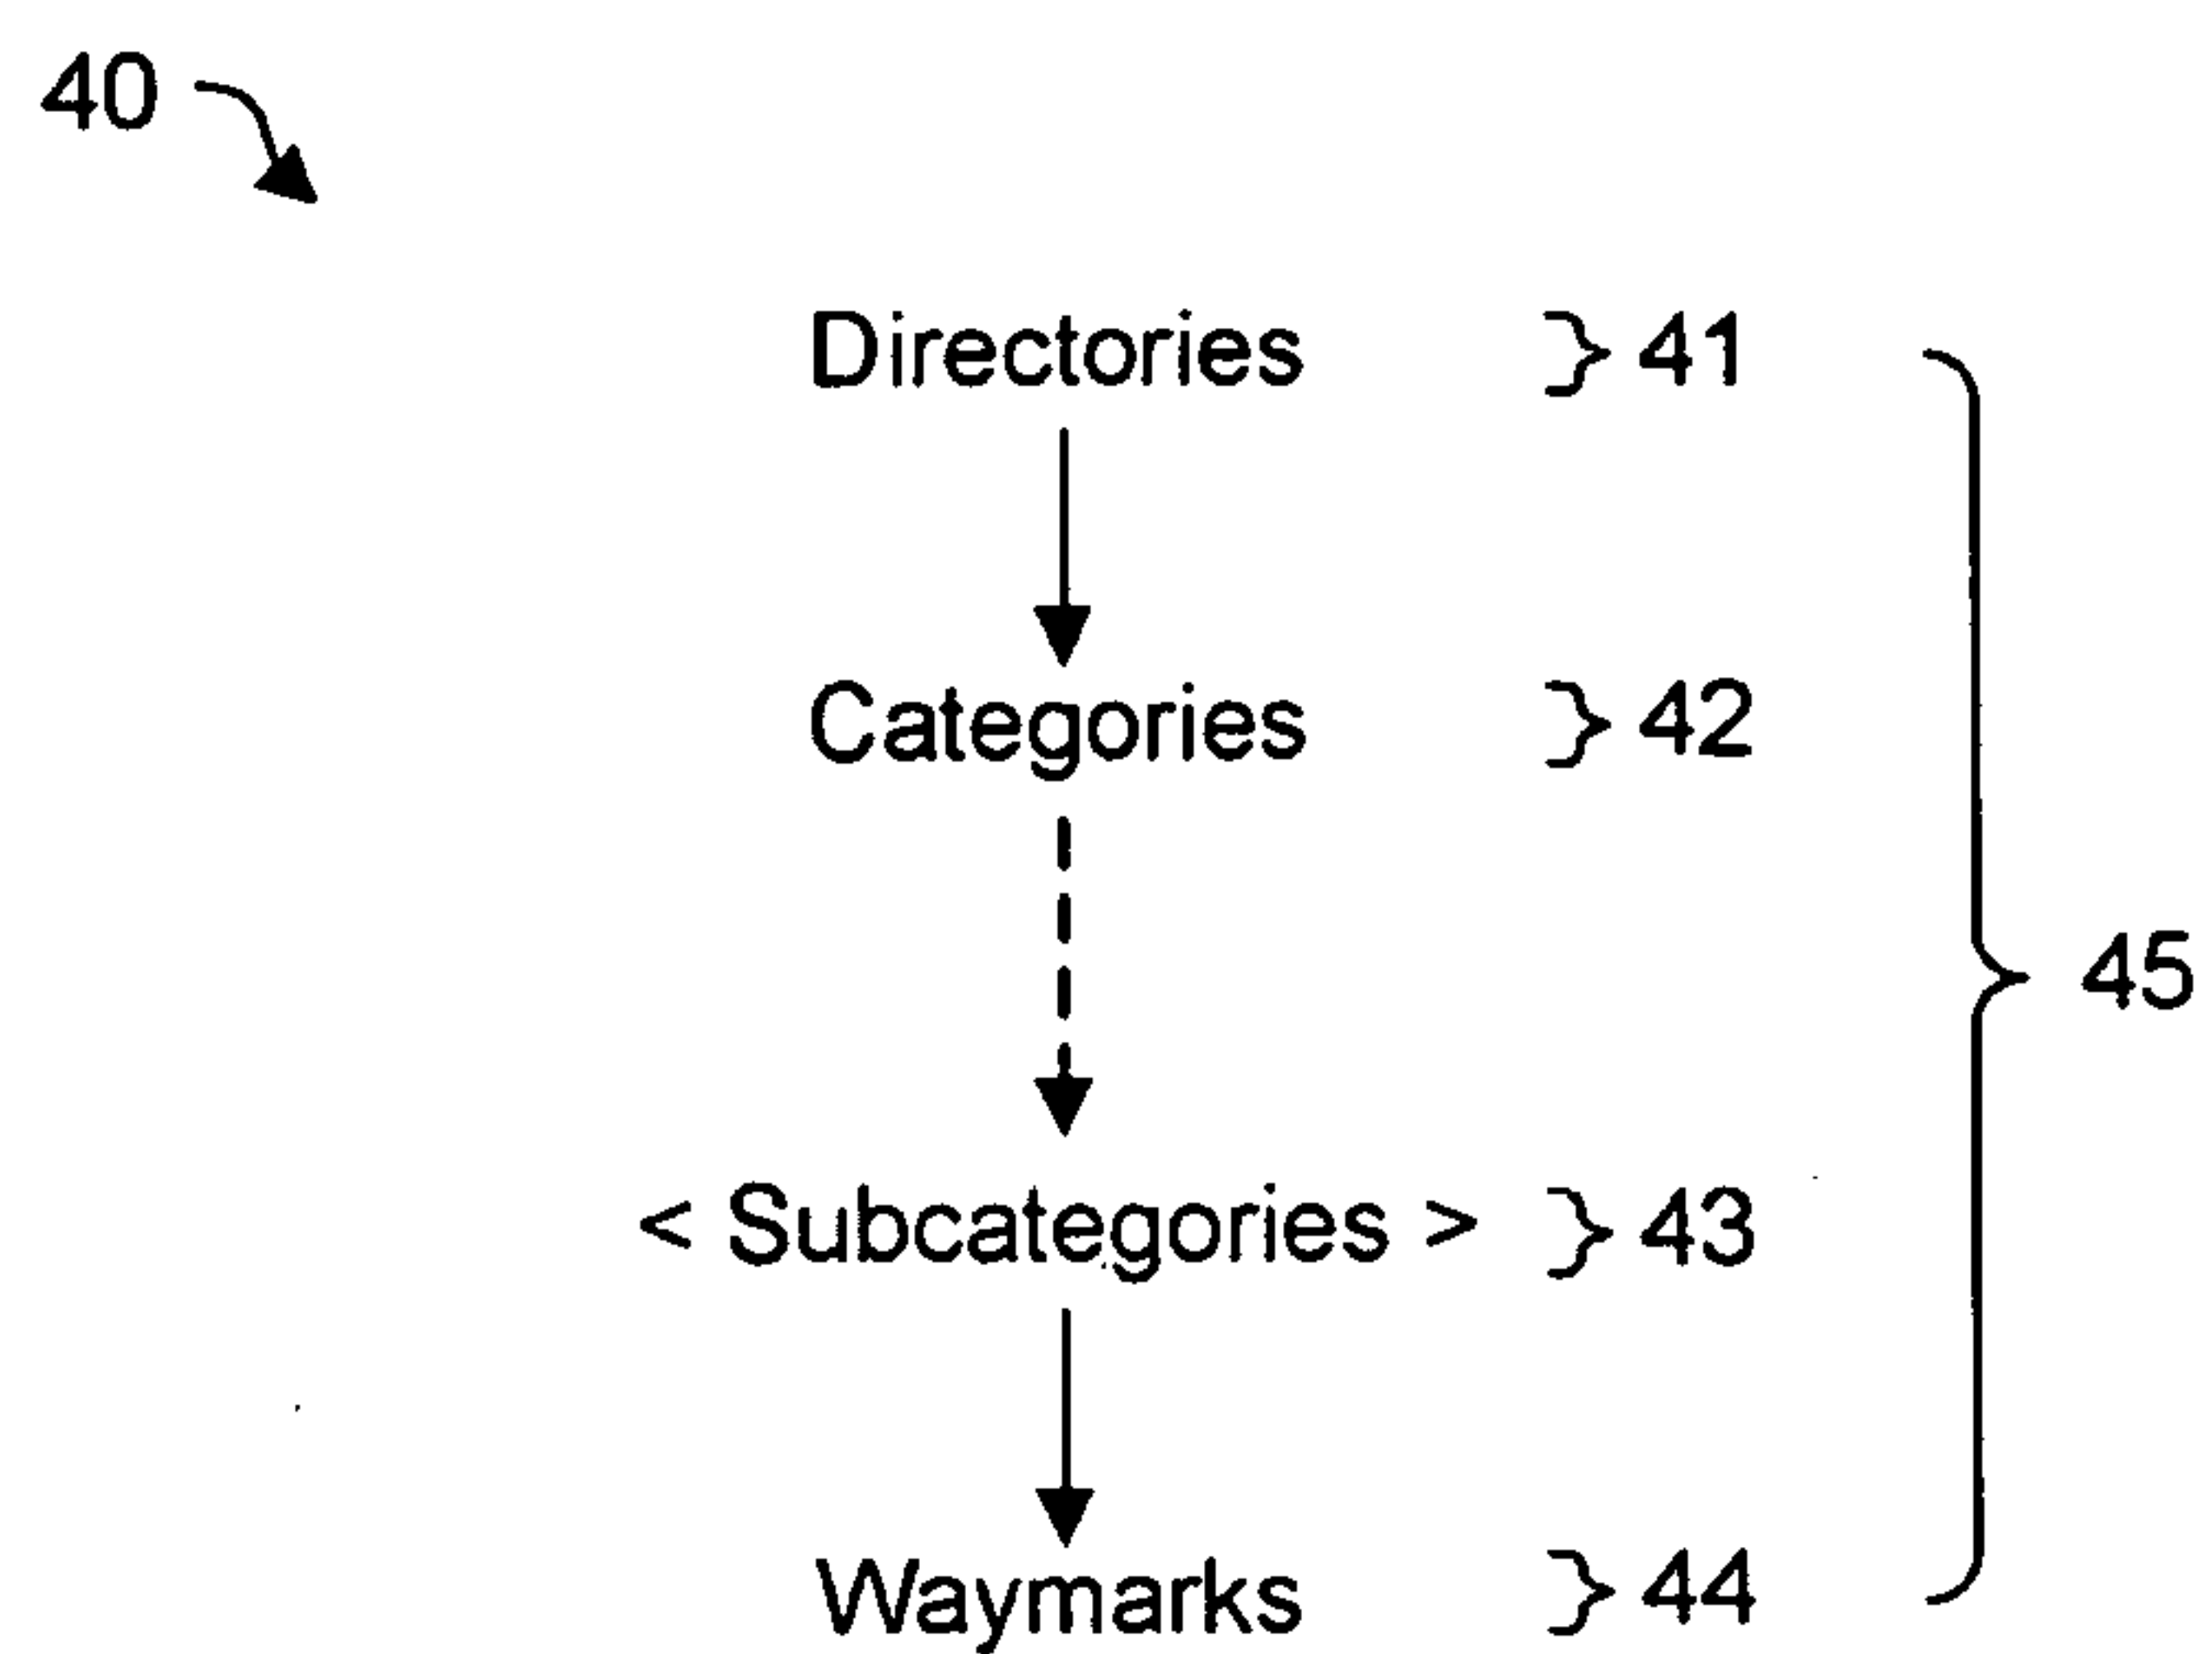 40
Directories 41
Categories 42
45
< Subcategories > 43
Waymarks 44